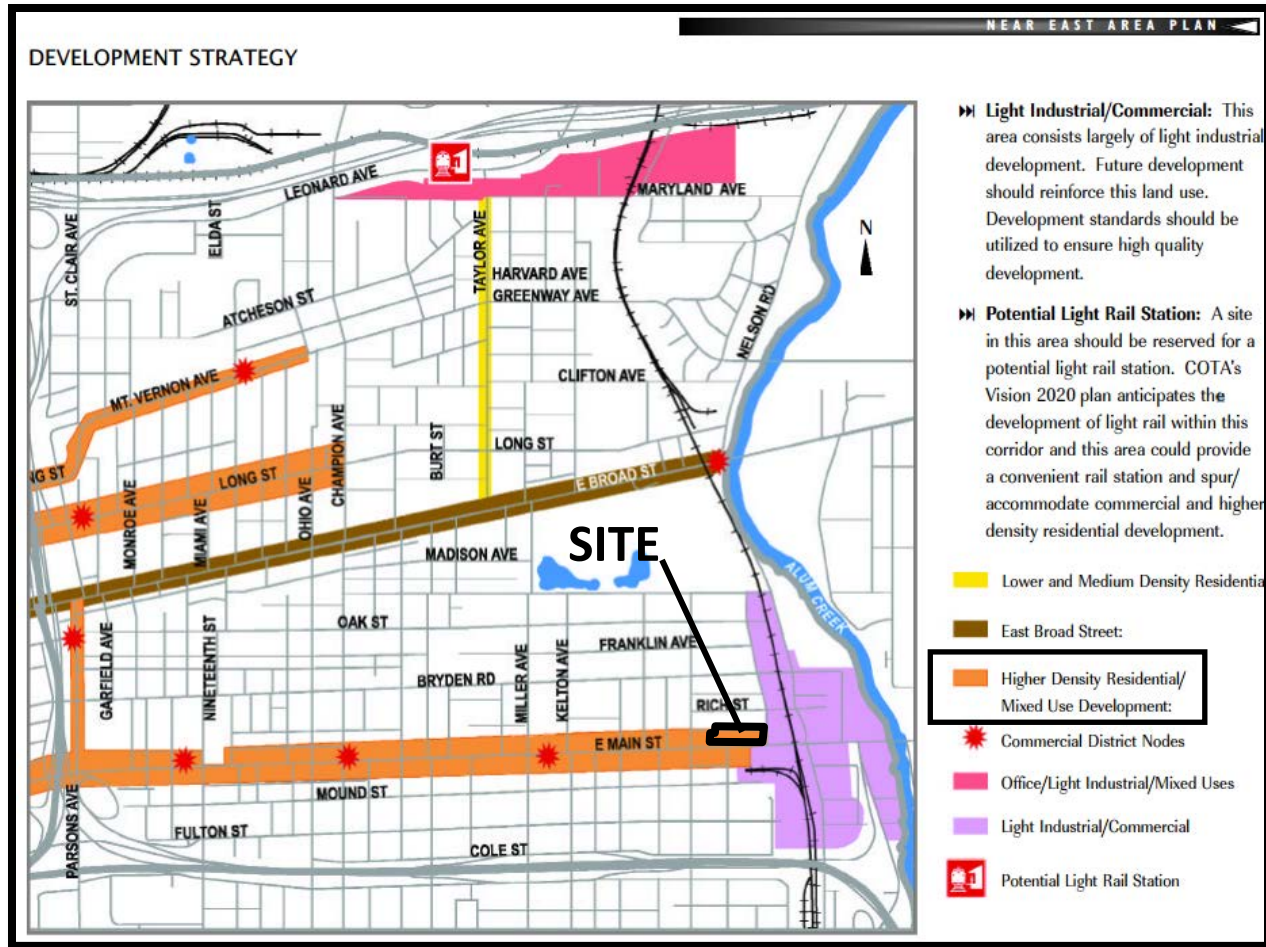 NEAR EAST AREA PLAN
DEVELOPMENT STRATEGY
LEONARD AVE
MARYLAND AVE
ST. CLAIR AVE
ELDA ST
TAYLOR AVE
N
HARVARD AVE
GREENWAY AVE
ATCHESON ST
NELSON RD
CLIFTON AVE
MT. VERNON AVE
CHAMPION AVE
BURT ST
LONG ST
NG ST
LONG ST
E BROAD ST
MONROE AVE
MIAMI AVE
OHIO AVE
MADISON AVE
SITE
ALUM CREEK
OAK ST
FRANKLIN AVE
GARFIELD AVE
NINETEENTH ST
BRYDEN RD
MILLER AVE
KELTON AVE
RICH ST
E MAIN ST
MOUND ST
PARSONS AVE
FULTON ST
COLE ST
Light Industrial/Commercial: This
area consists largely of light industrial
development. Future development
should reinforce this land use.
Development standards should be
utilized to ensure high quality
development.
Potential Light Rail Station: A site
in this area should be reserved for a
potential light rail station. COTA's
Vision 2020 plan anticipates the
development of light rail within this
corridor and this area could provide
a convenient rail station and spur/
accommodate commercial and higher
density residential development.
Lower and Medium Density Residentia
East Broad Street:
Higher Density Residential/
Mixed Use Development:
Commercial District Nodes
Office/Light Industrial/Mixed Uses
Light Industrial/Commercial
Potential Light Rail Station